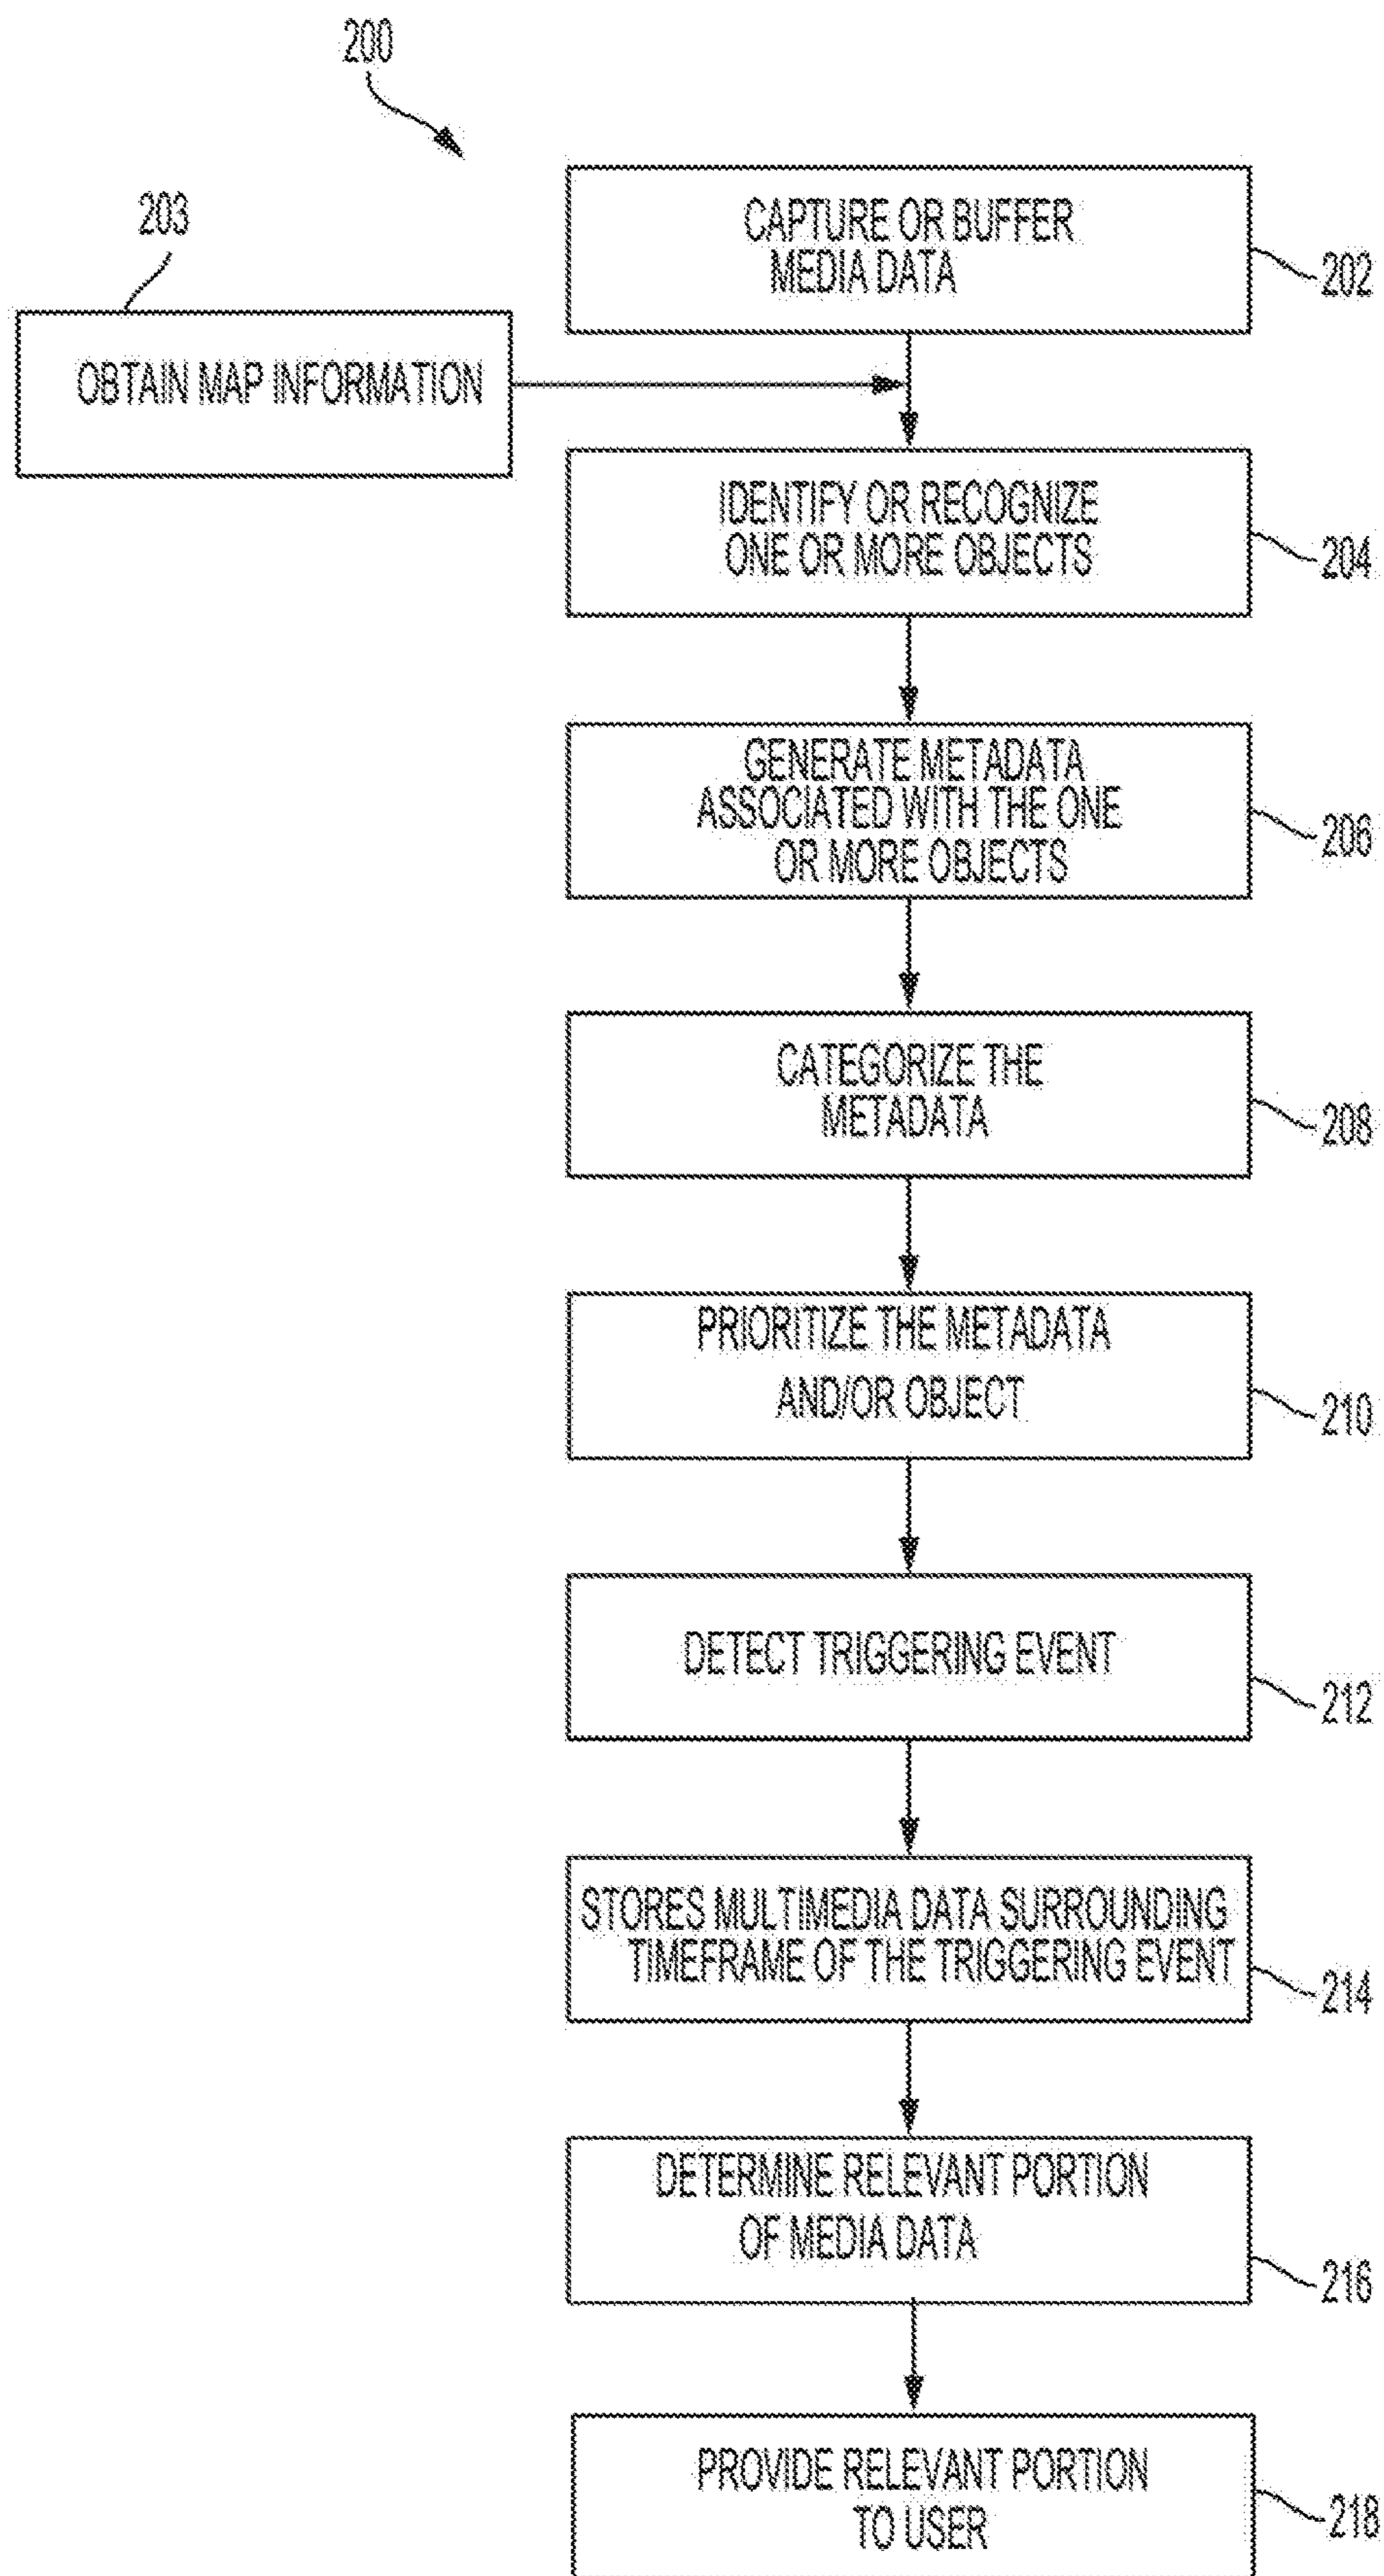 200
CAPTURE OR BUFFER
MEDIA DATA
202
203
OBTAIN MAP INFORMATION
IDENTIFY OR RECOGNIZE
ONE OR MORE OBJECTS
204
GENERATE METADATA
ASSOCIATED WITH THE ONE
OR MORE OBJECTS
206
CATEGORIZE THE
METADATA
208
PRIORITIZE THE METADATA
AND/OR OBJECT
210
DETECT TRIGGERING EVENT
212
STORES MULTIMEDIA DATA SURROUNDING
TIMEFRAME OF THE TRIGGERING EVENT
214
DETERMINE RELEVANT PORTION
OF MEDIA DATA
216
PROVIDE RELEVANT PORTION
TO USER
218